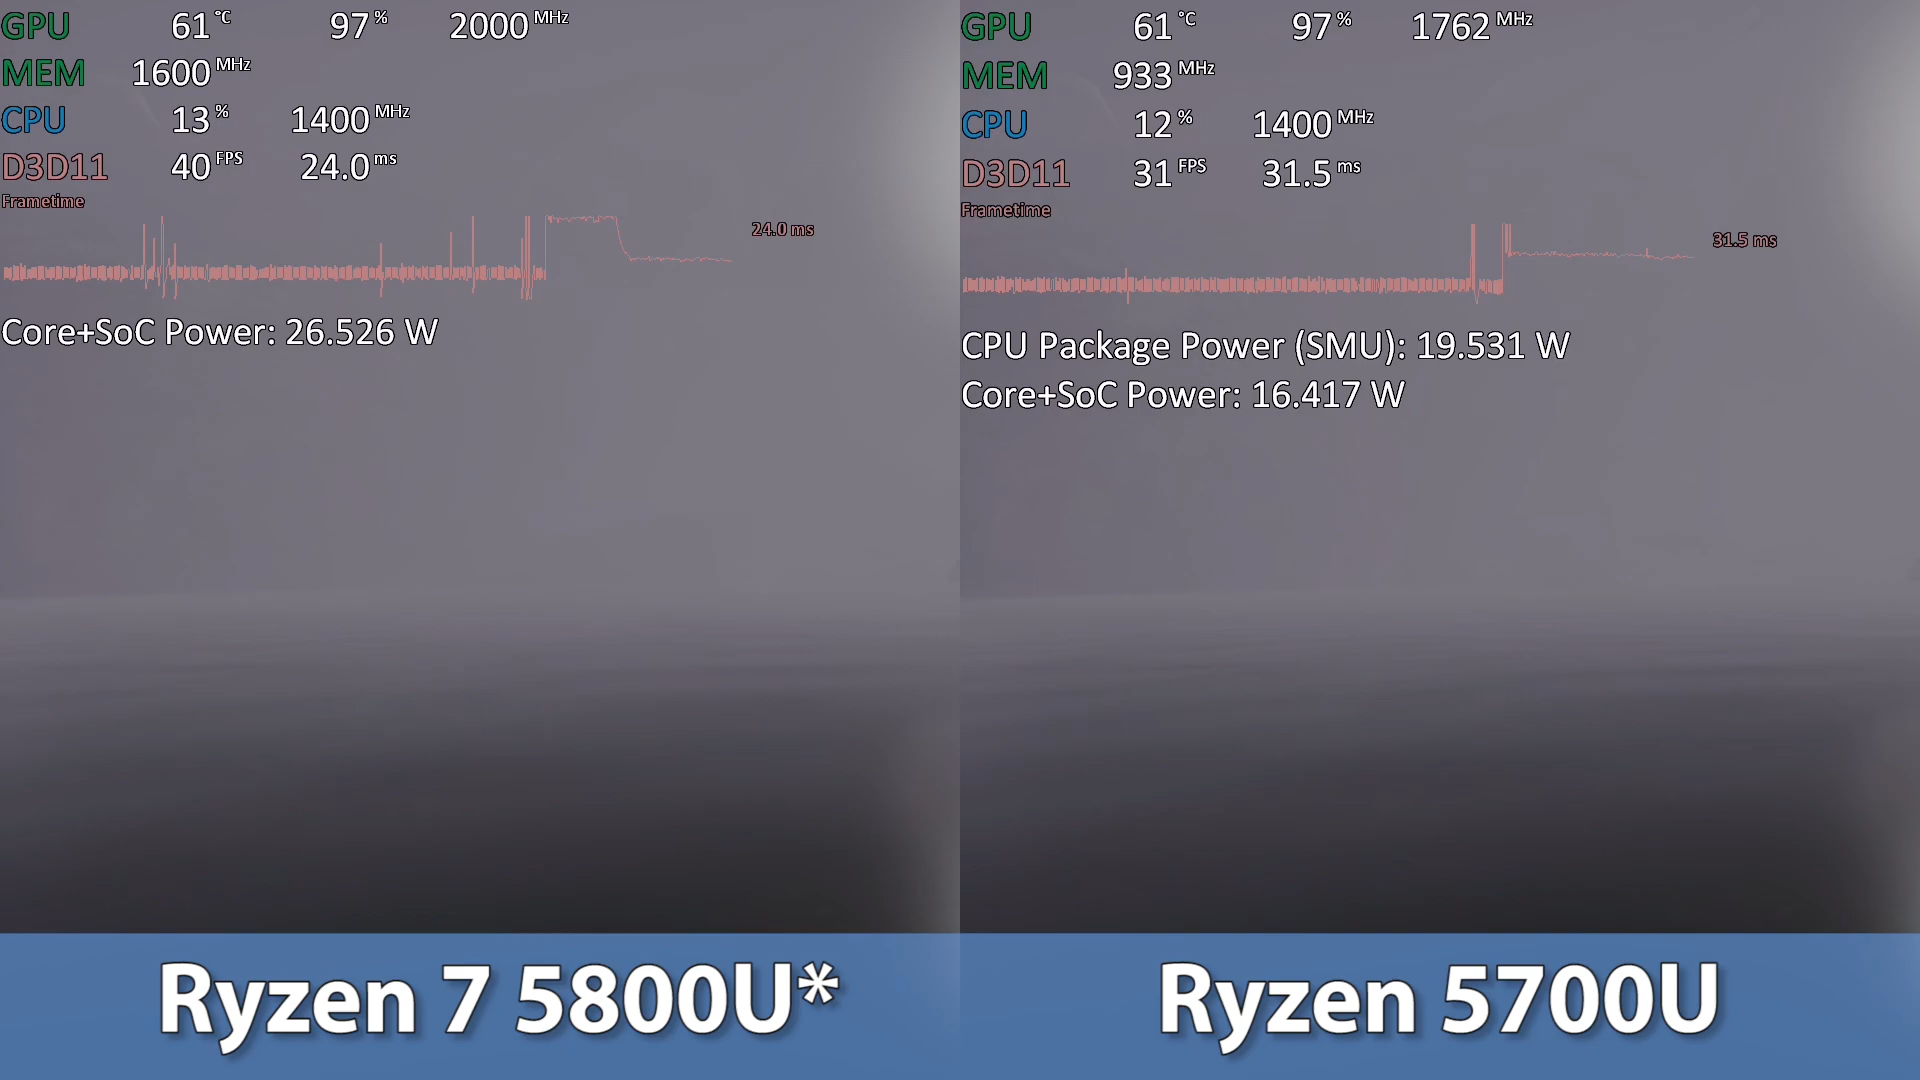 GPU 61 °C 97 % 2000 MHz
MEM 1600 MHz
CPU 13 % 1400 MHz
D3D11 40 FPS 24.0 ms
Frametime
24.0 ms
Core+SoC Power: 26.526 W
GPU 61 °C 97 % 1762 MHz
MEM 933 MHz
CPU 12 % 1400 MHz
D3D11 31 FPS 31.5 ms
Frametime
31.5 ms
CPU Package Power (SMU): 19.531 W
Core+SoC Power: 16.417 W
Ryzen 7 5800U*
Ryzen 5700U